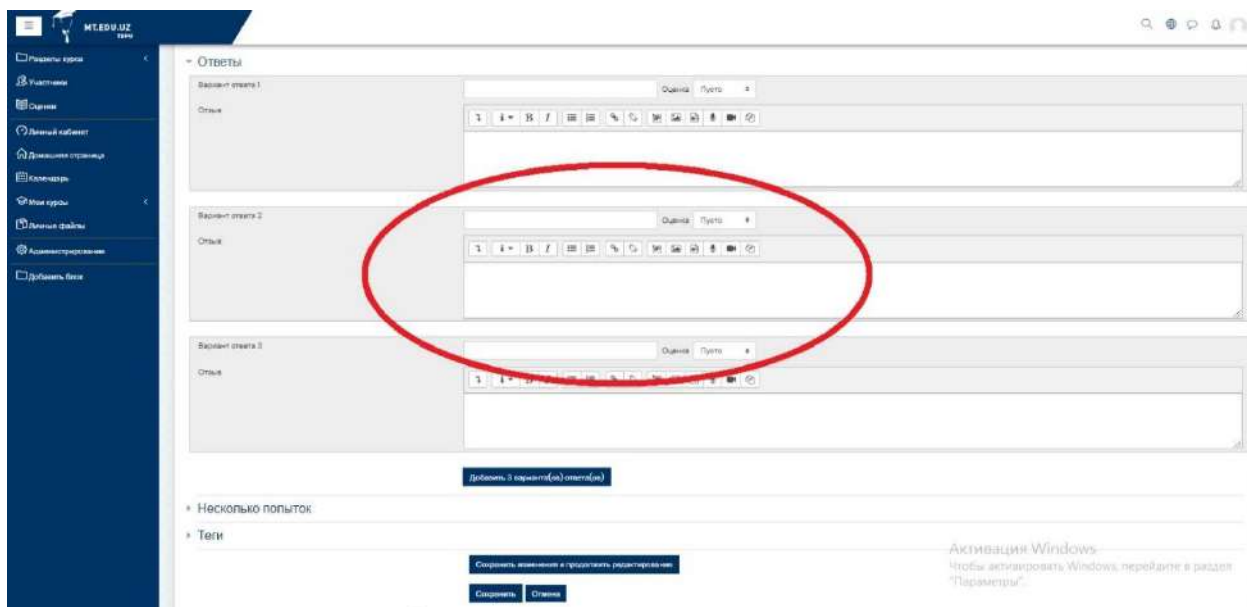 MT.EDU.UZ
Разделы курса
Участники
Оценки
Личный кабинет
Домашняя страница
Календарь
Мои курсы
Личные файлы
Администрирование
Добавить блок
Ответы
Вариант ответа 1
Оценка Пусто
Отзыв
B I
Вариант ответа 2
Оценка Пусто
Отзыв
B I
Вариант ответа 3
Оценка Пусто
Отзыв
Добавить 3 варианта(ов) ответа(ов)
Несколько попыток
Теги
Сохранить изменения и продолжить редактирование
Сохранить Отмена
Активация Windows
Чтобы активировать Windows, перейдите в раздел
"Параметры".